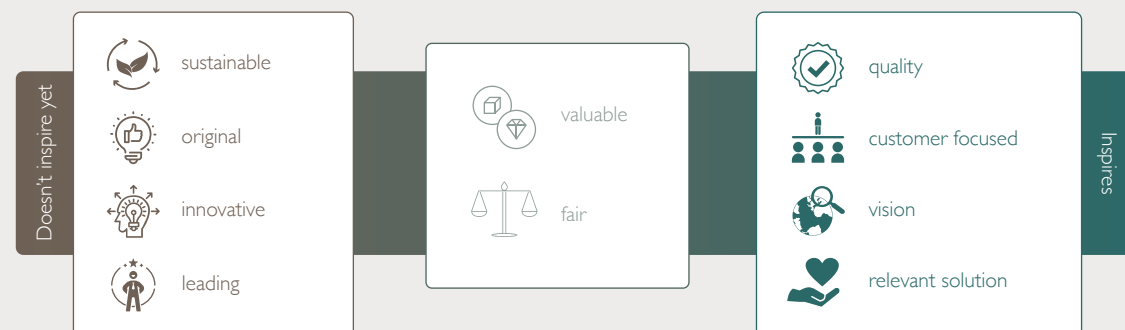 Doesn't inspire yet
sustainable
original
innovative
leading
valuable
fair
quality
customer focused
vision
relevant solution
Inspires